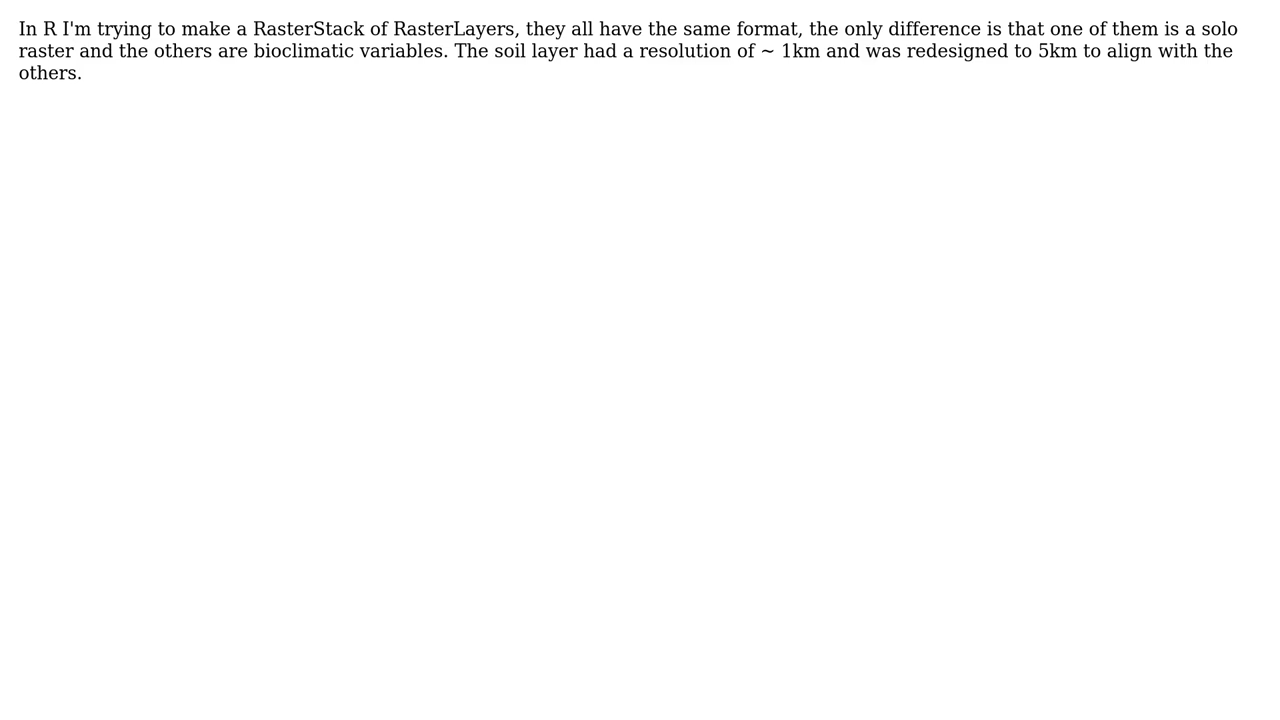 In R I'm trying to make a RasterStack of RasterLayers, they all have the same format, the only difference is that one of them is a solo
raster and the others are bioclimatic variables. The soil layer had a resolution of ~ 1km and was redesigned to 5km to align with the
others.